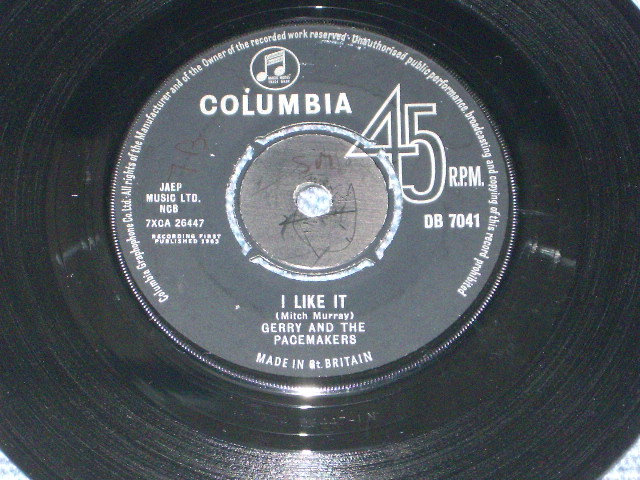 Columbia Graphophone Co. Ltd. All rights of the Manufacturer and of the Owner of the recorded work reserved. Unauthorised public performance, broadcasting and copying of this record prohibited
COLUMBIA
45
R.P.M.
JAEP
MUSIC LTD.
NCB
7XCA 26447
RECORDING FIRST
PUBLISHED 1963
DB 7041
I LIKE IT
(Mitch Murray)
GERRY AND THE
PACEMAKERS
MADE IN Gt. BRITAIN